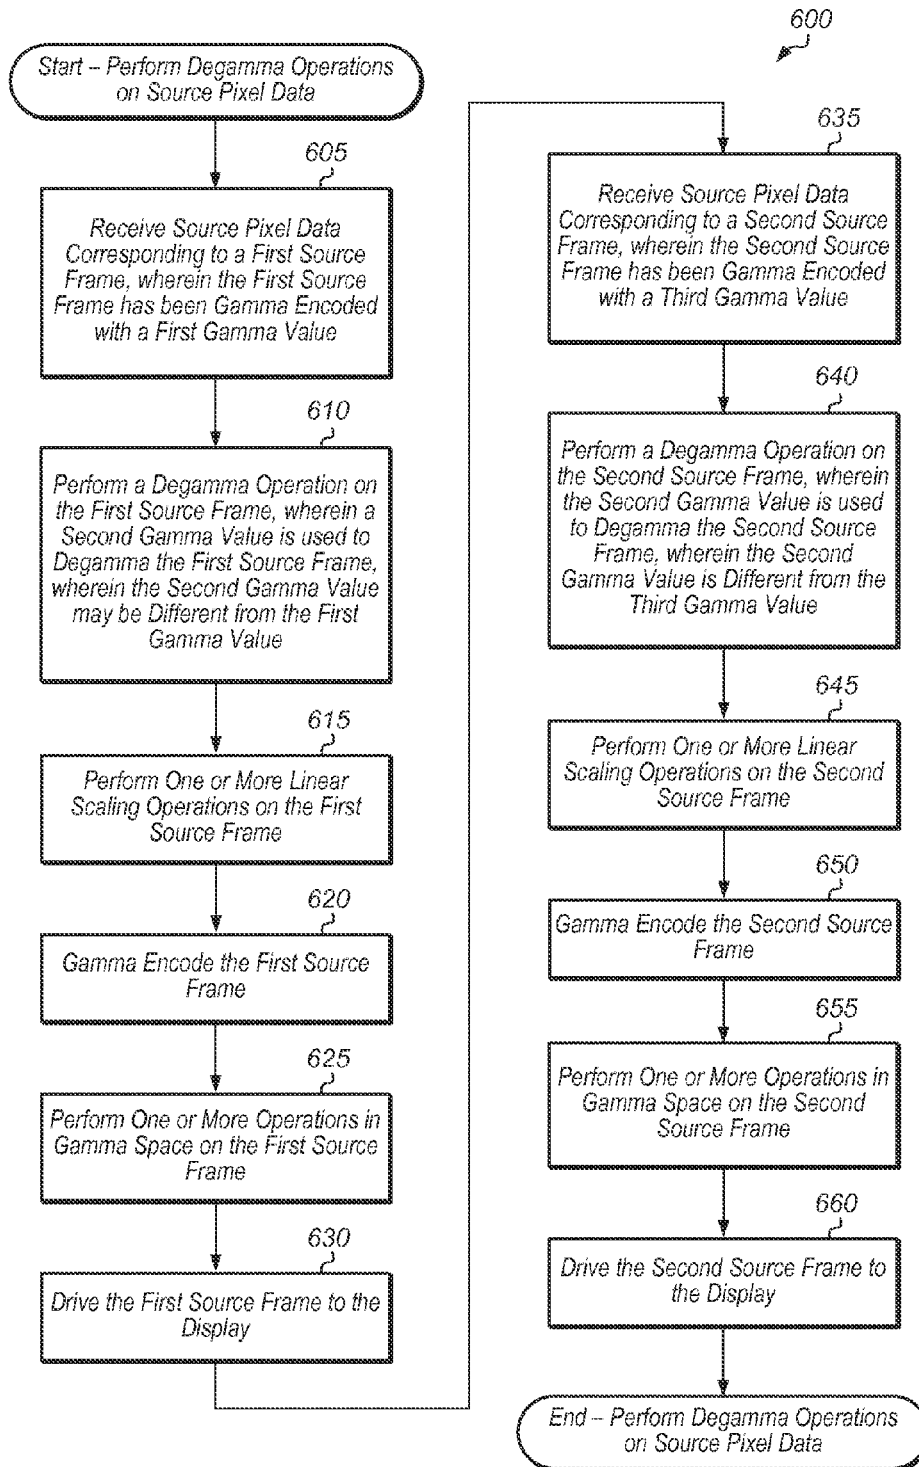 600
Start – Perform Degamma Operations
on Source Pixel Data
605
Receive Source Pixel Data
Corresponding to a First Source
Frame, wherein the First Source
Frame has been Gamma Encoded
with a First Gamma Value
610
Perform a Degamma Operation on
the First Source Frame, wherein a
Second Gamma Value is used to
Degamma the First Source Frame,
wherein the Second Gamma Value
may be Different from the First
Gamma Value
615
Perform One or More Linear
Scaling Operations on the First
Source Frame
620
Gamma Encode the First Source
Frame
625
Perform One or More Operations in
Gamma Space on the First Source
Frame
630
Drive the First Source Frame to the
Display
635
Receive Source Pixel Data
Corresponding to a Second Source
Frame, wherein the Second Source
Frame has been Gamma Encoded
with a Third Gamma Value
640
Perform a Degamma Operation on
the Second Source Frame, wherein
the Second Gamma Value is used
to Degamma the Second Source
Frame, wherein the Second
Gamma Value is Different from the
Third Gamma Value
645
Perform One or More Linear
Scaling Operations on the Second
Source Frame
650
Gamma Encode the Second Source
Frame
655
Perform One or More Operations in
Gamma Space on the Second
Source Frame
660
Drive the Second Source Frame to
the Display
End – Perform Degamma Operations
on Source Pixel Data